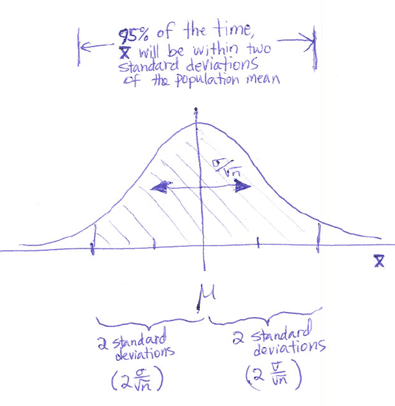 95% of the time,
x̄ will be within two
standard deviations
of the population mean
σ/√n
x̄
μ
2 standard
deviations
(2 σ/√n)
2 standard
deviations
(2 σ/√n)